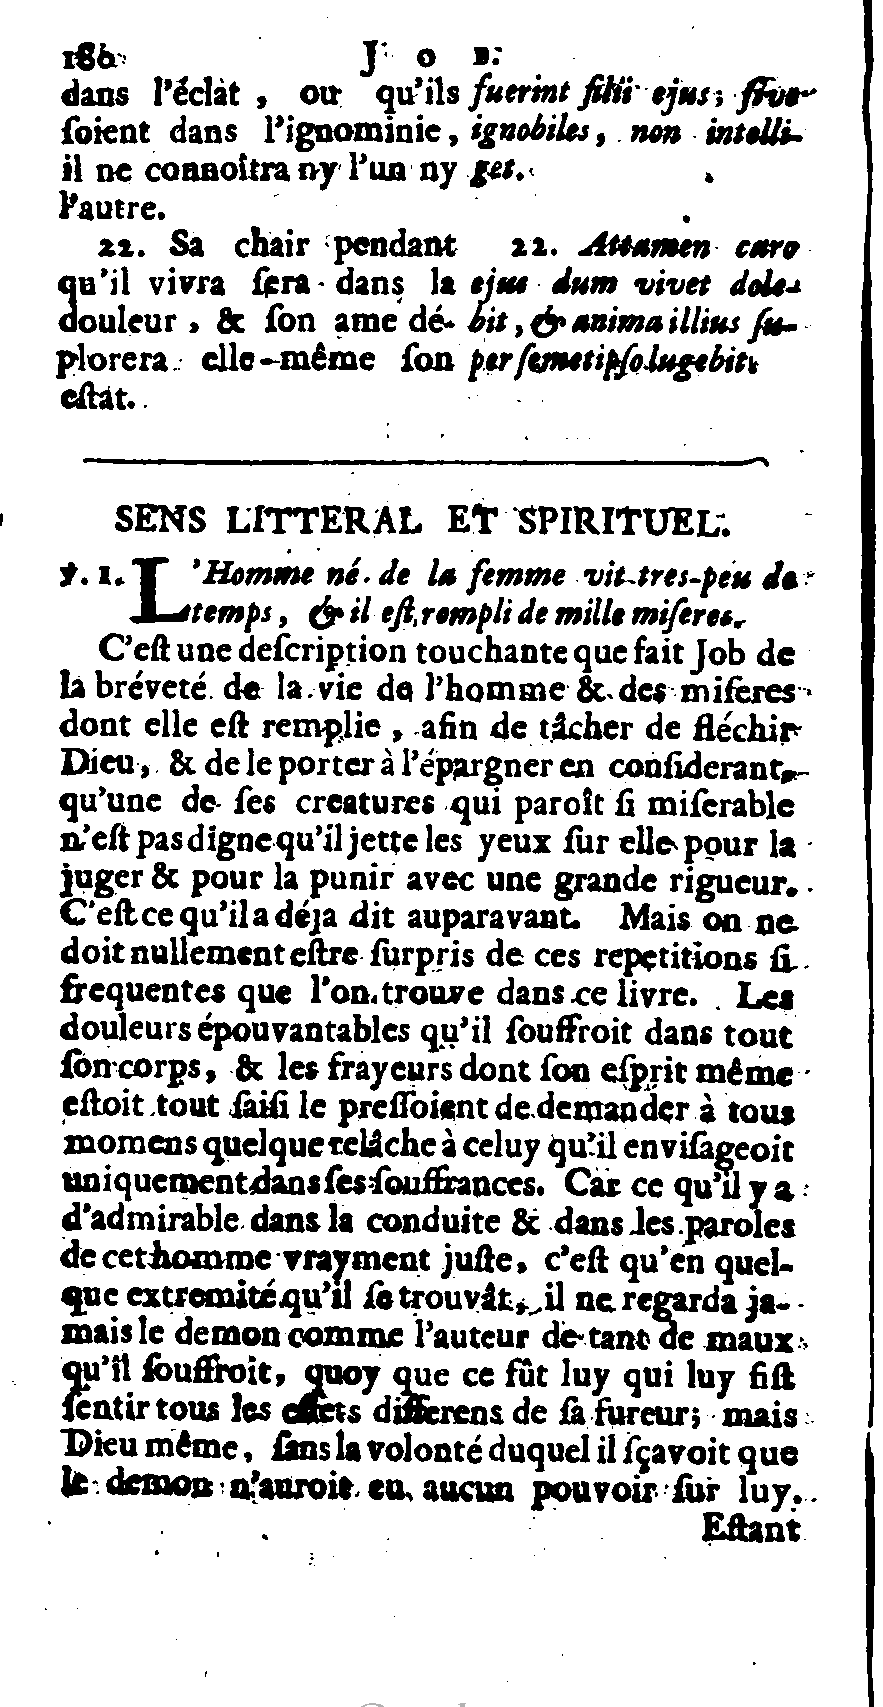 186 JOB.
dans l'éclat, ou qu'ils
ſoient dans l'ignominie,
il ne connoîtra ny l'un ny
l'autre.
22. Sa chair pendant
qu'il vivra ſera dans la
douleur, & ſon ame dé-
plorera elle-même ſon
eſtat.
fuerint filii ejus; ſive
ignobiles, non intelli-
get.
22. Attamen caro
ejus dum vivet dole-
bit, & anima illius ſu-
per ſemetipſo lugebit.
SENS LITTERAL ET SPIRITUEL.
℣. 1. L'Homme né de la femme vit tres-peu de
temps, & il eſt rempli de mille miſeres.
C'eſt une deſcription touchante que fait Job de
la bréveté de la vie de l'homme & des miſeres
dont elle eſt remplie, afin de tâcher de fléchir
Dieu, & de le porter à l'épargner en conſiderant
qu'une de ſes creatures qui paroît ſi miſerable
n'eſt pas digne qu'il jette les yeux ſur elle pour la
juger & pour la punir avec une grande rigueur.
C'eſt ce qu'il a déja dit auparavant. Mais on ne
doit nullement eſtre ſurpris de ces repetitions ſi
frequentes que l'on trouve dans ce livre. Les
douleurs épouvantables qu'il ſouffroit dans tout
ſon corps, & les frayeurs dont ſon eſprit même
eſtoit tout ſaiſi le preſſoient de demander à tous
momens quelque relâche à celuy qu'il enviſageoit
uniquement dans ſes ſouffrances. Car ce qu'il y a
d'admirable dans la conduite & dans les paroles
de cet homme vrayment juſte, c'eſt qu'en quel-
que extremité qu'il ſe trouvât, il ne regarda ja-
mais le demon comme l'auteur de tant de maux
qu'il ſouffroit, quoy que ce fût luy qui luy fiſt
ſentir tous les effets differens de ſa fureur; mais
Dieu même, ſans la volonté duquel il ſçavoit que
le demon n'auroit eu aucun pouvoir ſur luy.
Eſtant